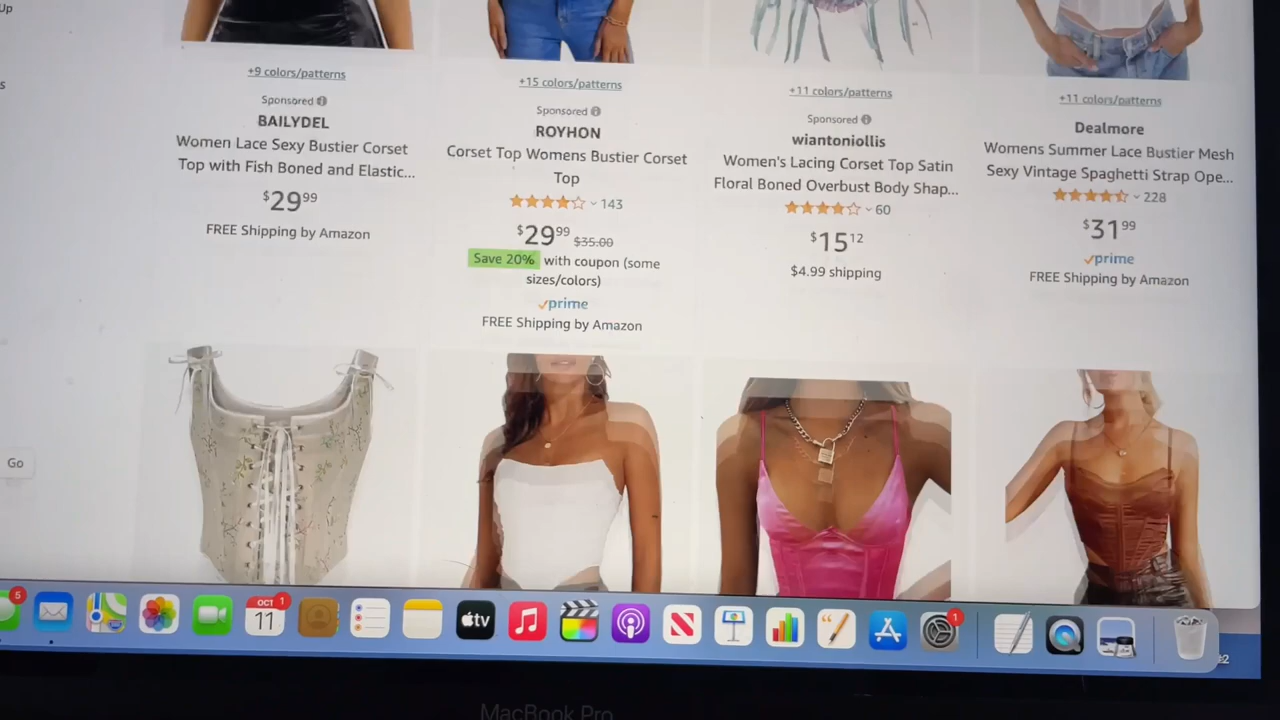 Up
s
+9 colors/patterns
Sponsored
BAILYDEL
Women Lace Sexy Bustier Corset
Top with Fish Boned and Elastic...
$29.99
FREE Shipping by Amazon
+15 colors/patterns
Sponsored
ROYHON
Corset Top Womens Bustier Corset
Top
143
$29.99 $35.00
Save 20% with coupon (some
sizes/colors)
prime
FREE Shipping by Amazon
+11 colors/patterns
Sponsored
wiantoniollis
Women's Lacing Corset Top Satin
Floral Boned Overbust Body Shap...
60
$15.12
$4.99 shipping
+11 colors/patterns
Dealmore
Womens Summer Lace Bustier Mesh
Sexy Vintage Spaghetti Strap Ope...
228
$31.99
prime
FREE Shipping by Amazon
Go
5
OCT
11
1
tv
1
MacBook Pro